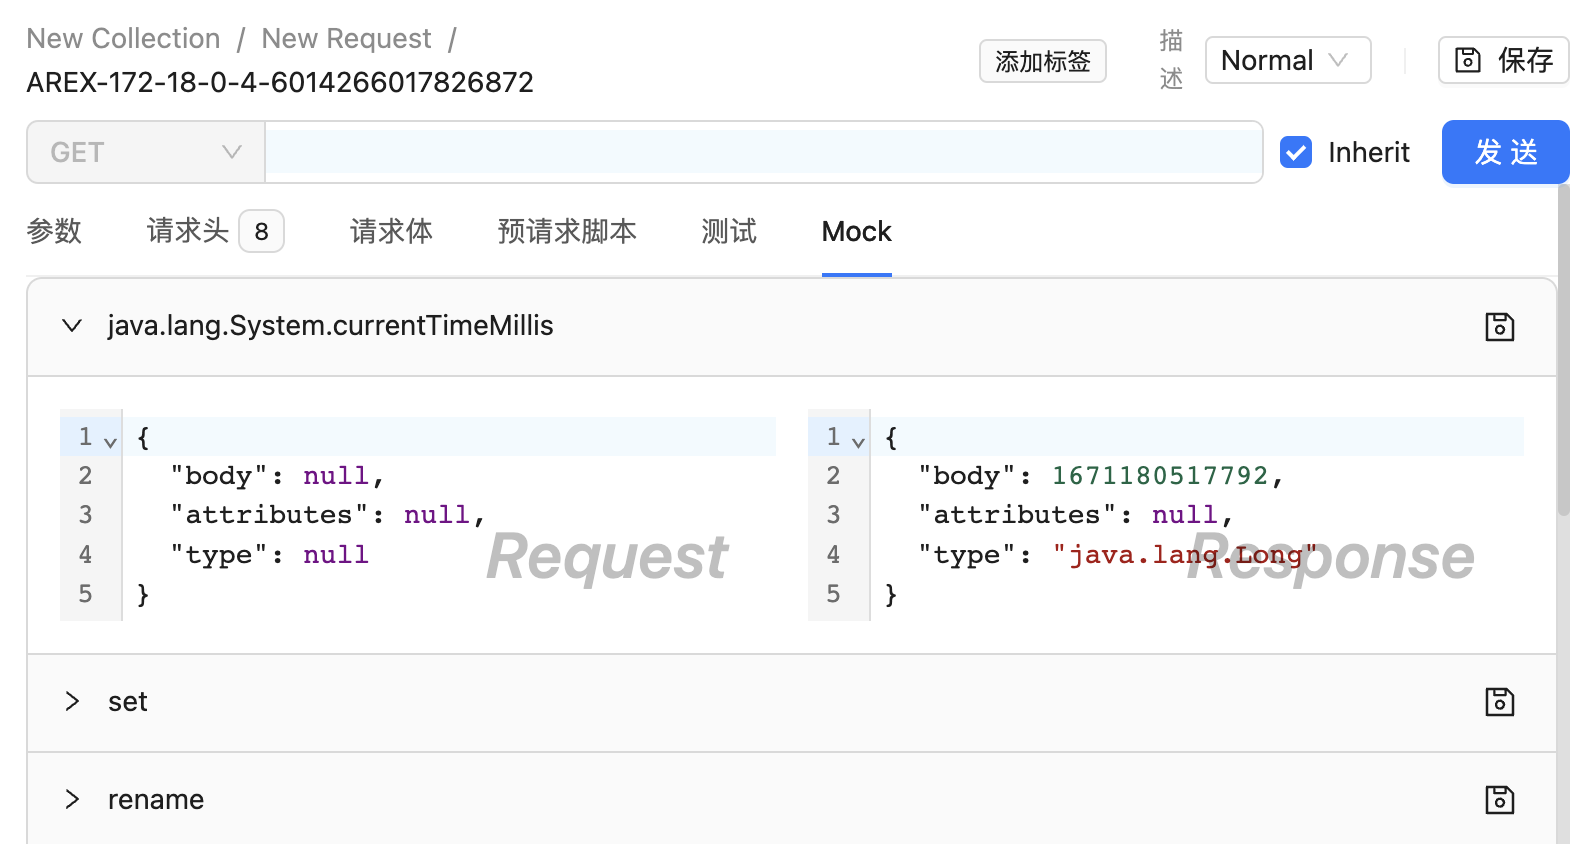 New Collection / New Request /
AREX-172-18-0-4-6014266017826872
添加标签
描述
Normal
保存
GET
Inherit
发 送
参数 请求头 8 请求体 预请求脚本 测试 Mock
java.lang.System.currentTimeMillis
1 {
2 "body": null,
3 "attributes": null,
4 "type": null
5 }
Request
1 {
2 "body": 1671180517792,
3 "attributes": null,
4 "type": "java.lang.Long"
5 }
Response
set
rename